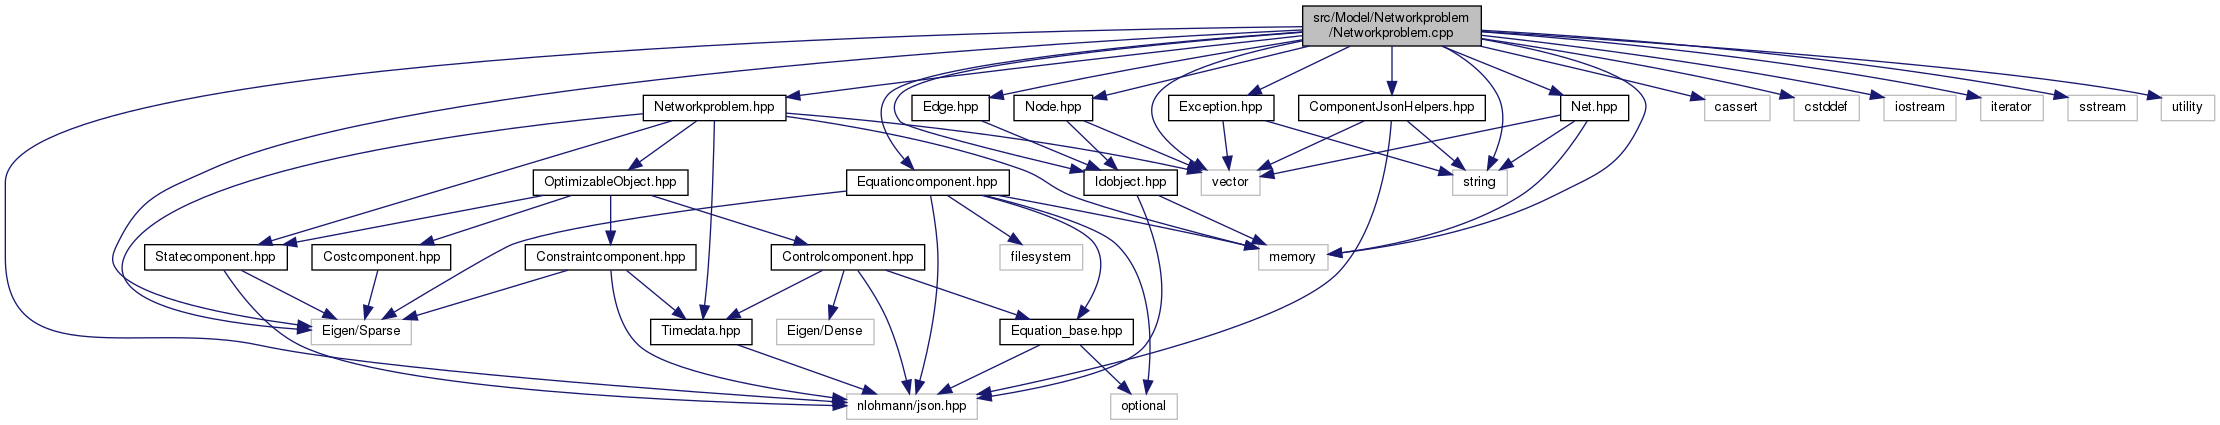 src/Model/Networkproblem
/Networkproblem.cpp
Networkproblem.hpp
Edge.hpp
Node.hpp
Exception.hpp
ComponentJsonHelpers.hpp
Net.hpp
cassert
cstddef
iostream
iterator
sstream
utility
OptimizableObject.hpp
Equationcomponent.hpp
Idobject.hpp
vector
string
Statecomponent.hpp
Costcomponent.hpp
Constraintcomponent.hpp
Controlcomponent.hpp
filesystem
memory
Eigen/Sparse
Timedata.hpp
Eigen/Dense
Equation_base.hpp
nlohmann/json.hpp
optional